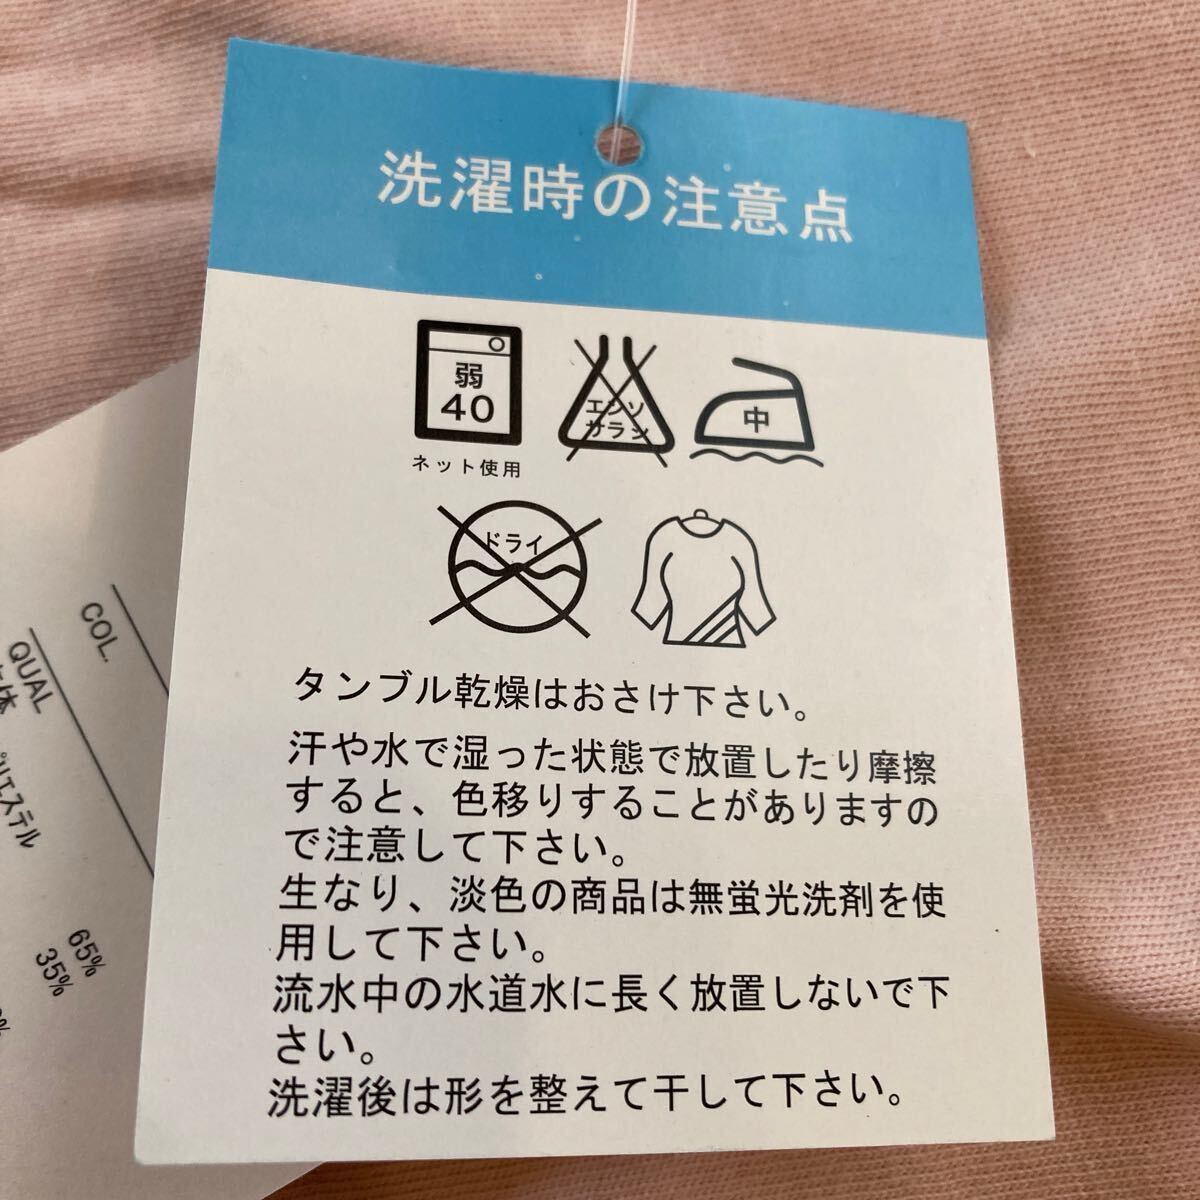 洗濯時の注意点
弱
40
ネット使用
エンソ
サラシ
中
ドライ
タンブル乾燥はおさけ下さい。
汗や水で湿った状態で放置したり摩擦
すると、色移りすることがありますの
で注意して下さい。
生なり、淡色の商品は無蛍光洗剤を使
用して下さい。
流水中の水道水に長く放置しないで下
さい。
洗濯後は形を整えて干して下さい。
COL.
QUAL
65%
35%